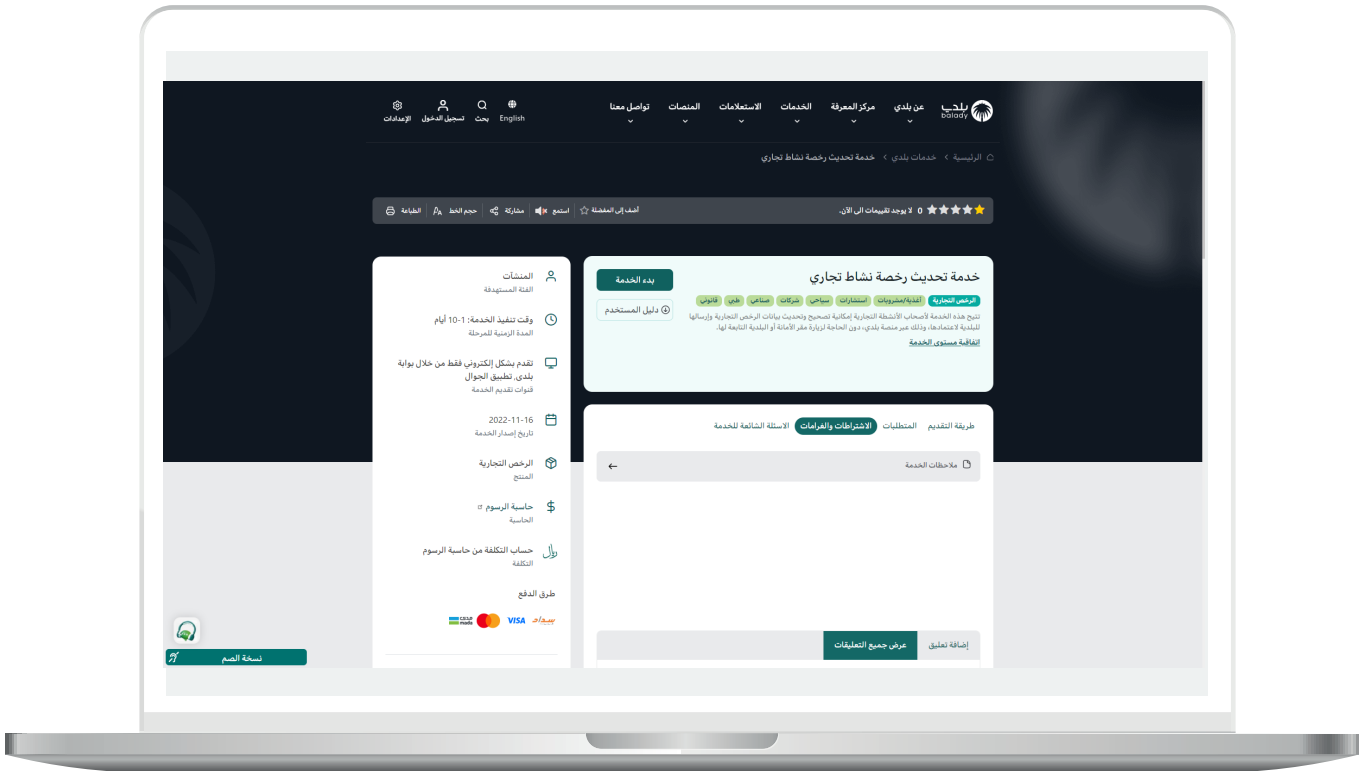 بلدي
balady
عن بلدي
مركز المعرفة
الخدمات
الاستعلامات
المنصات
تواصل معنا
English
بحث
تسجيل الدخول
الإعدادات
الرئيسية > خدمات بلدي > خدمة تحديث رخصة نشاط تجاري
0 لا يوجد تقييمات الى الآن.
أضف إلى المفضلة
استمع
مشاركة
حجم الخط
الطباعة
خدمة تحديث رخصة نشاط تجاري
بدء الخدمة
دليل المستخدم
الرخص التجارية أغذية/مشروبات استشارات سياحي شركات صناعي طبي قانوني
تتيح هذه الخدمة لأصحاب الأنشطة التجارية إمكانية تصحيح وتحديث بيانات الرخص التجارية وإرسالها
للبلدية لاعتمادها، وذلك عبر منصة بلدي، دون الحاجة لزيارة مقر الأمانة أو البلدية التابعة لها.
اتفاقية مستوى الخدمة
طريقة التقديم
المتطلبات
الاشتراطات والغرامات
الاسئلة الشائعة للخدمة
ملاحظات الخدمة
إضافة تعليق
عرض جميع التعليقات
المنشآت
الفئة المستهدفة
وقت تنفيذ الخدمة: 1-10 أيام
المدة الزمنية للمرحلة
تقدم بشكل إلكتروني فقط من خلال بوابة
بلدي, تطبيق الجوال
قنوات تقديم الخدمة
2022-11-16
تاريخ إصدار الخدمة
الرخص التجارية
المنتج
حاسبة الرسوم
الحاسبة
حساب التكلفة من حاسبة الرسوم
التكلفة
طرق الدفع
سداد
VISA
مدى
mada
نسخة الصم